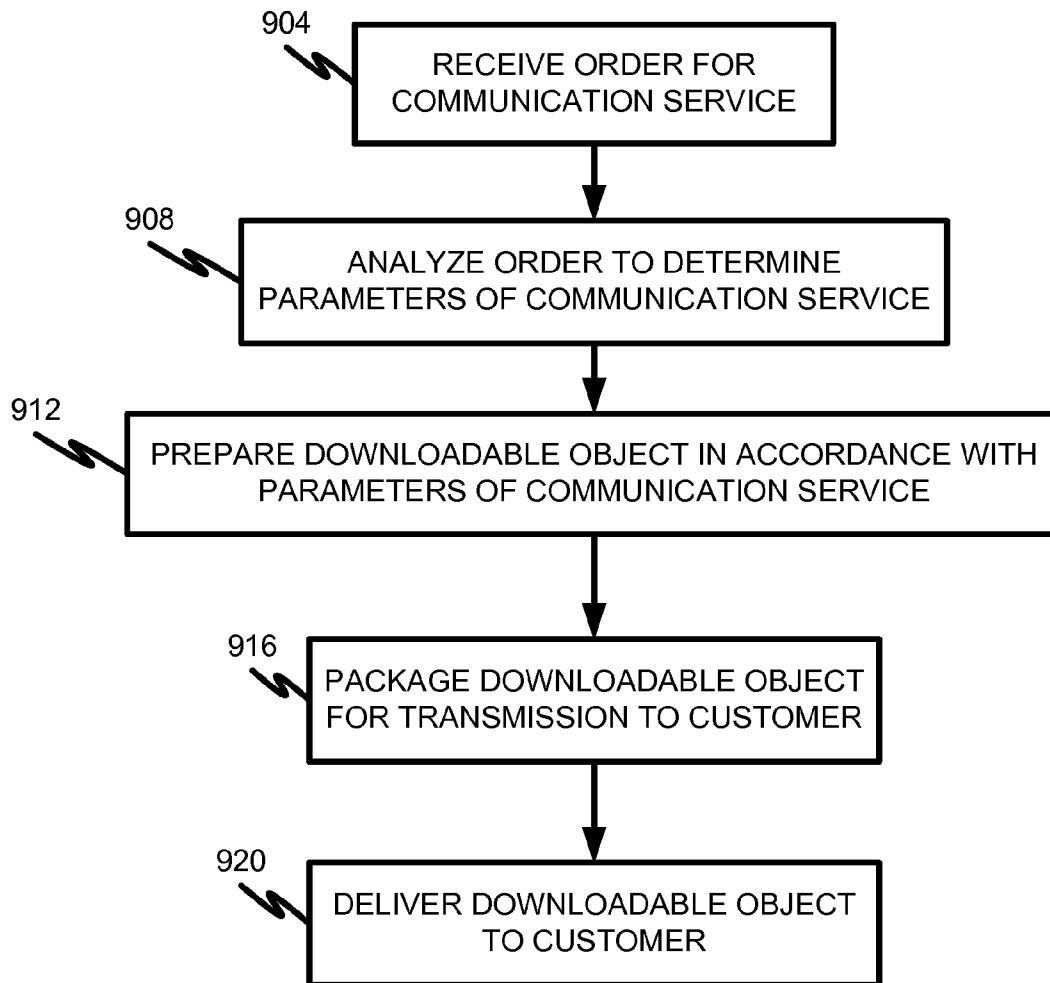 904
RECEIVE ORDER FOR
COMMUNICATION SERVICE
908
ANALYZE ORDER TO DETERMINE
PARAMETERS OF COMMUNICATION SERVICE
912
PREPARE DOWNLOADABLE OBJECT IN ACCORDANCE WITH
PARAMETERS OF COMMUNICATION SERVICE
916
PACKAGE DOWNLOADABLE OBJECT
FOR TRANSMISSION TO CUSTOMER
920
DELIVER DOWNLOADABLE OBJECT
TO CUSTOMER